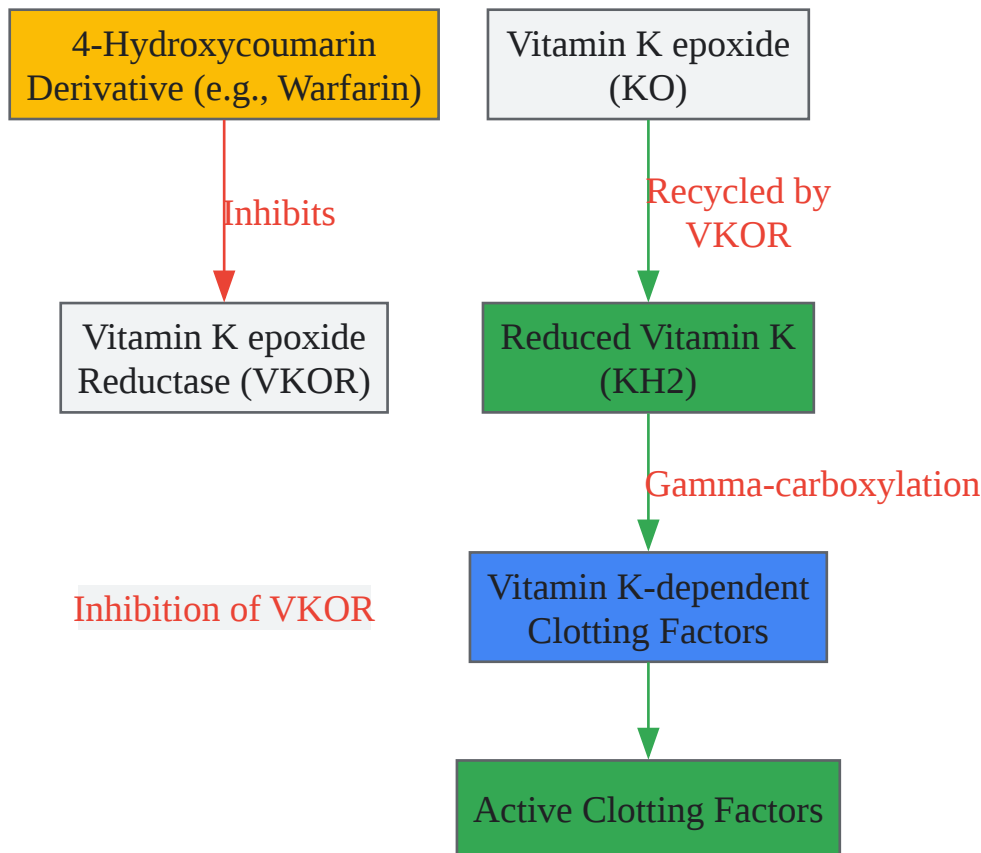 4-Hydroxycoumarin
Derivative (e.g., Warfarin)
Vitamin K epoxide
(KO)
Inhibits
Recycled by
VKOR
Vitamin K epoxide
Reductase (VKOR)
Reduced Vitamin K
(KH2)
Gamma-carboxylation
Inhibition of VKOR
Vitamin K-dependent
Clotting Factors
Active Clotting Factors